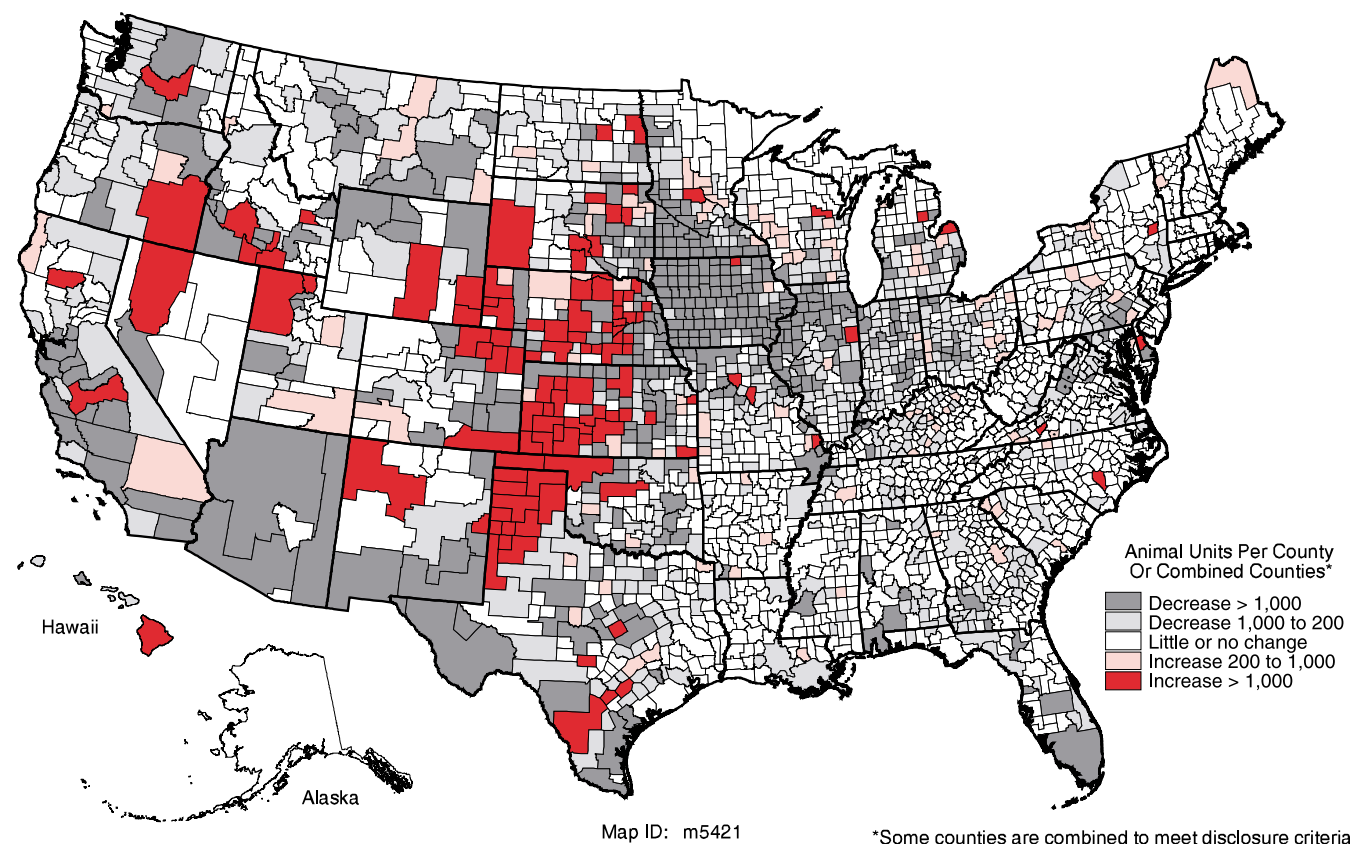 Animal Units Per County
Or Combined Counties*
Decrease > 1,000
Decrease 1,000 to 200
Little or no change
Increase 200 to 1,000
Increase > 1,000
Hawaii
Alaska
Map ID: m5421
*Some counties are combined to meet disclosure criteria